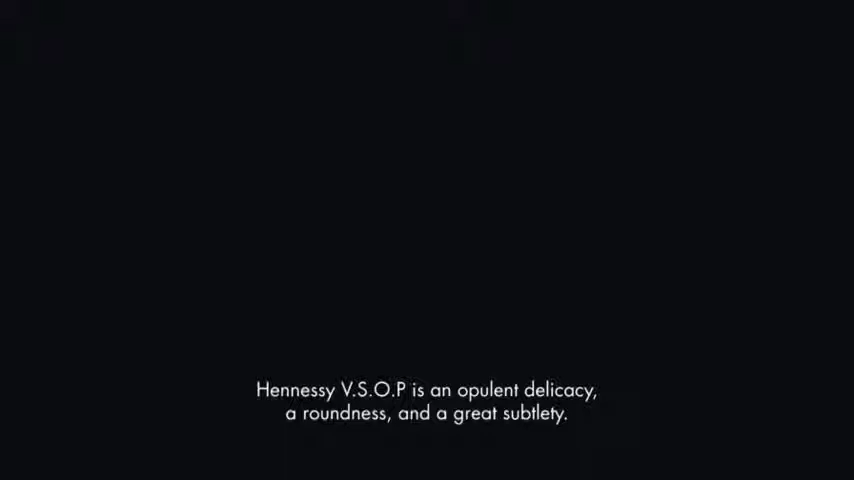 Hennessy V.S.O.P is an opulent delicacy,
a roundness, and a great subtlety.